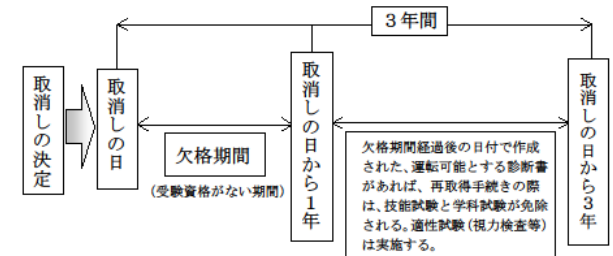 3年間
取消しの決定
取消しの日
欠格期間
(受験資格がない期間)
取消しの日から1年
欠格期間経過後の日付で作成
された、運転可能とする診断書
があれば、再取得手続きの際
は、技能試験と学科試験が免除
される。適性試験(視力検査等)
は実施する。
取消しの日から3年